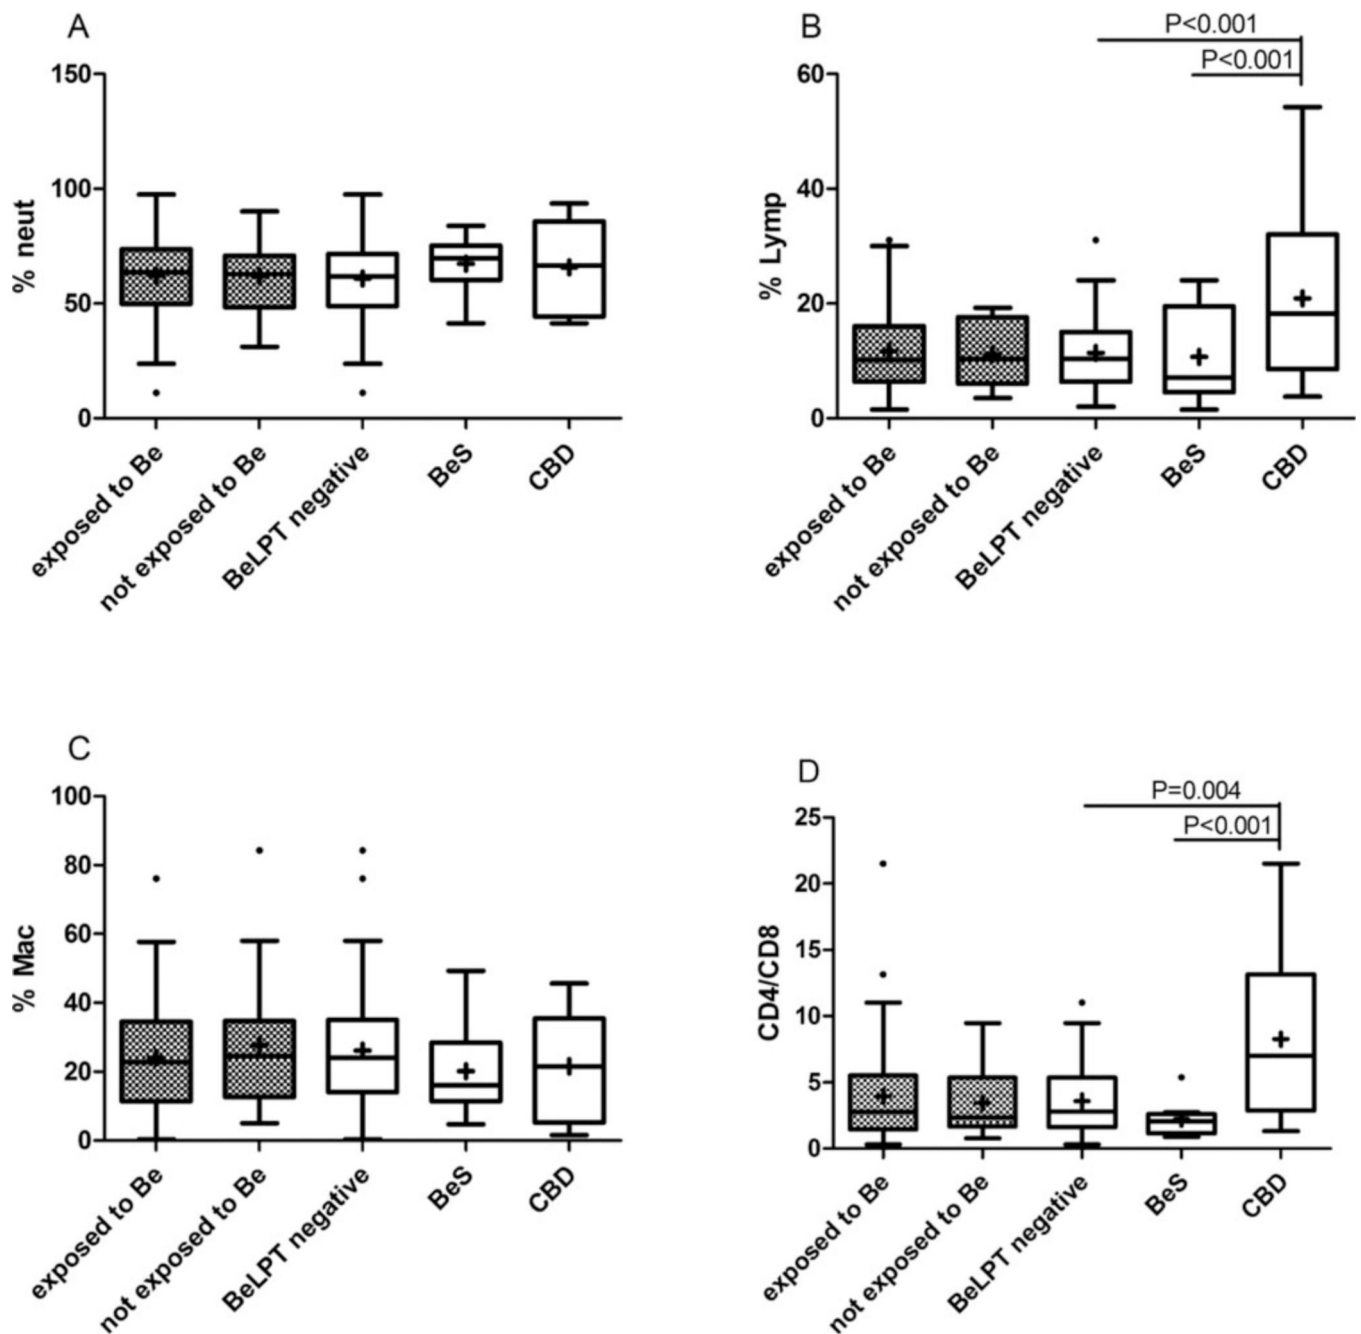 A
150
100
50
0
% neut
exposed to Be
not exposed to Be
BeLPT negative
BeS
CBD
B
P<0.001
P<0.001
60
40
20
0
% Lymp
exposed to Be
not exposed to Be
BeLPT negative
BeS
CBD
C
100
80
60
40
20
0
% Mac
exposed to Be
not exposed to Be
BeLPT negative
BeS
CBD
D
P=0.004
P<0.001
25
20
15
10
5
0
CD4/CD8
exposed to Be
not exposed to Be
BeLPT negative
BeS
CBD